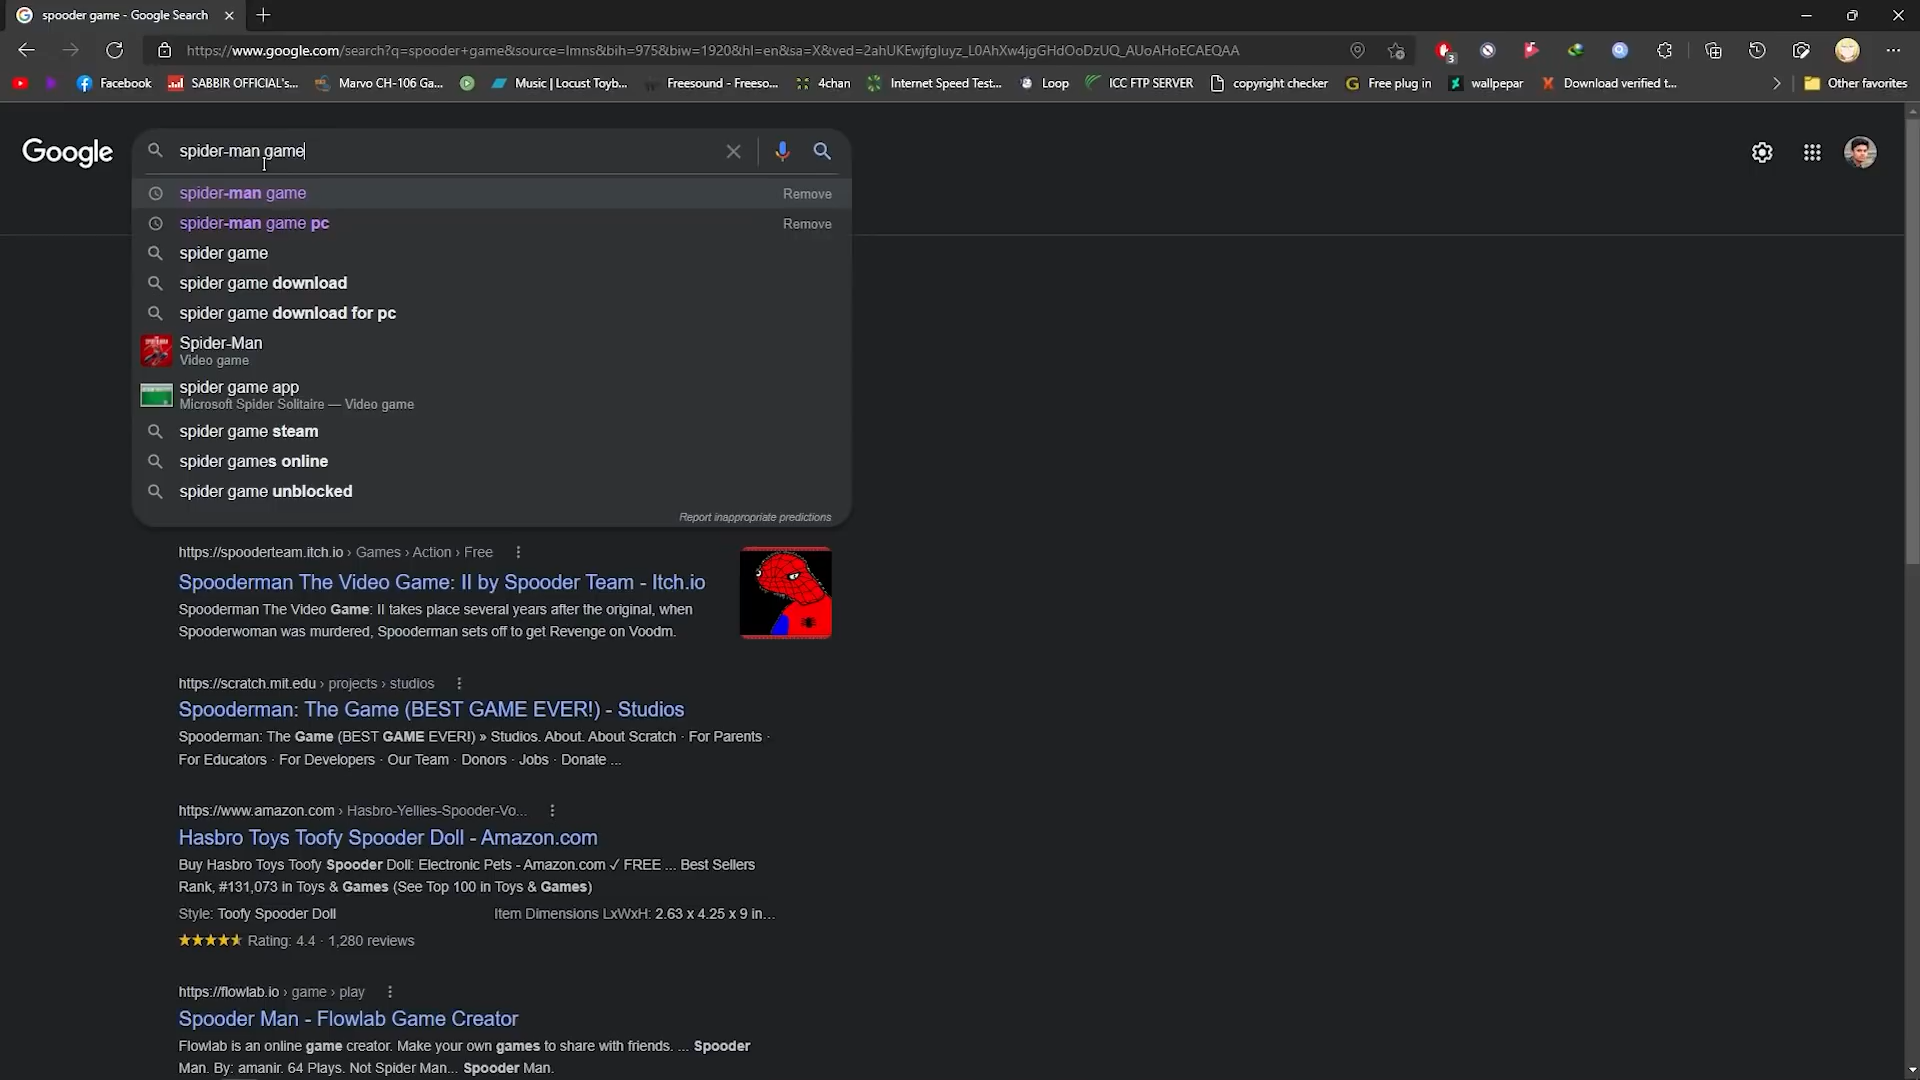 spooder game - Google Search
https://www.google.com/search?q=spooder+game&source=lmns&bih=975&biw=1920&hl=en&sa=X&ved=2ahUKEwjfgIuyz_L0AhXw4jgGHdOoDzUQ_AUoAHoECAEQAA
3
Facebook SABBIR OFFICIAL's... Marvo CH-106 Ga... Music | Locust Toyb... Freesound - Freeso... 4chan Internet Speed Test... Loop ICC FTP SERVER copyright checker Free plug in wallpepar Download verified t... Other favorites
Google
spider-man game
spider-man game Remove
spider-man game pc Remove
spider game
spider game download
spider game download for pc
Spider-Man
Video game
spider game app
Microsoft Spider Solitaire — Video game
spider game steam
spider games online
spider game unblocked
Report inappropriate predictions
https://spooderteam.itch.io › Games › Action › Free
Spooderman The Video Game: II by Spooder Team - Itch.io
Spooderman The Video Game: II takes place several years after the original, when
Spooderwoman was murdered, Spooderman sets off to get Revenge on Voodm.
https://scratch.mit.edu › projects › studios
Spooderman: The Game (BEST GAME EVER!) - Studios
Spooderman: The Game (BEST GAME EVER!) » Studios. About. About Scratch · For Parents ·
For Educators · For Developers · Our Team · Donors · Jobs · Donate ...
https://www.amazon.com › Hasbro-Yellies-Spooder-Vo...
Hasbro Toys Toofy Spooder Doll - Amazon.com
Buy Hasbro Toys Toofy Spooder Doll: Electronic Pets - Amazon.com ✓ FREE ... Best Sellers
Rank, #131,073 in Toys & Games (See Top 100 in Toys & Games)
Style: Toofy Spooder Doll Item Dimensions LxWxH: 2.63 x 4.25 x 9 in...
Rating: 4.4 · 1,280 reviews
https://flowlab.io › game › play
Spooder Man - Flowlab Game Creator
Flowlab is an online game creator. Make your own games to share with friends. ... Spooder
Man. By: amanir. 64 Plays. Not Spider Man... Spooder Man.